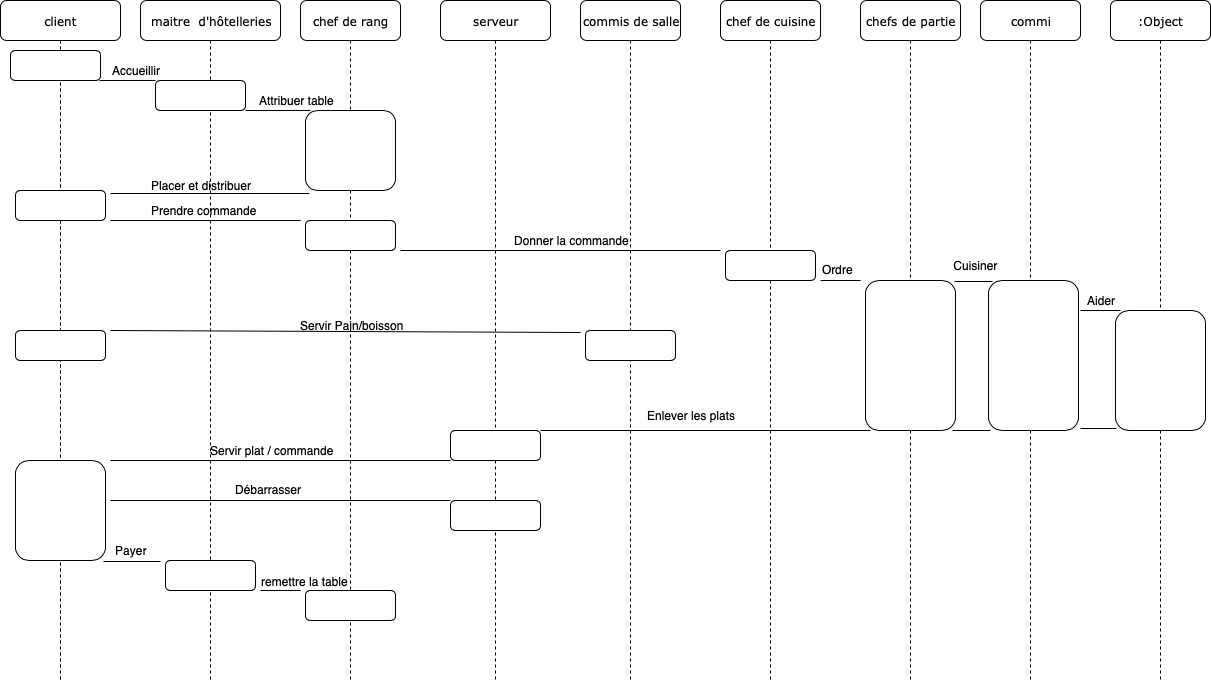 client
maitre  d'hôtelleries
chef de rang
serveur
commis de salle
chef de cuisine
chefs de partie
commi
:Object
Accueillir
Attribuer table
Placer et distribuer
Prendre commande
Donner la commande
Ordre
Cuisiner
Aider
Servir Pain/boisson
Enlever les plats
Servir plat / commande
Débarrasser
Payer
remettre la table